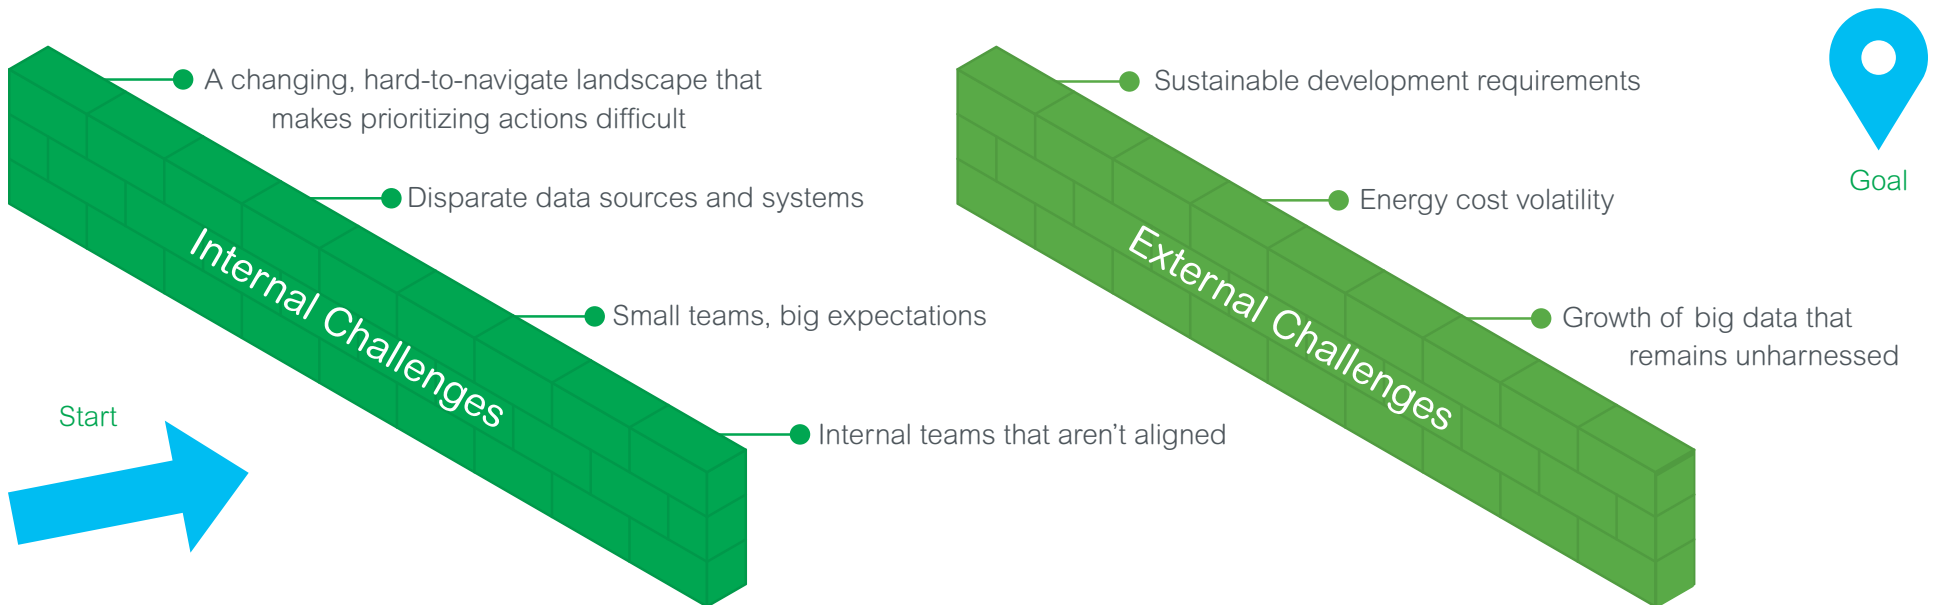 A changing, hard-to-navigate landscape that
makes prioritizing actions difficult
Disparate data sources and systems
Internal Challenges
Small teams, big expectations
Internal teams that aren't aligned
Start
Sustainable development requirements
Energy cost volatility
External Challenges
Growth of big data that
remains unharnessed
Goal